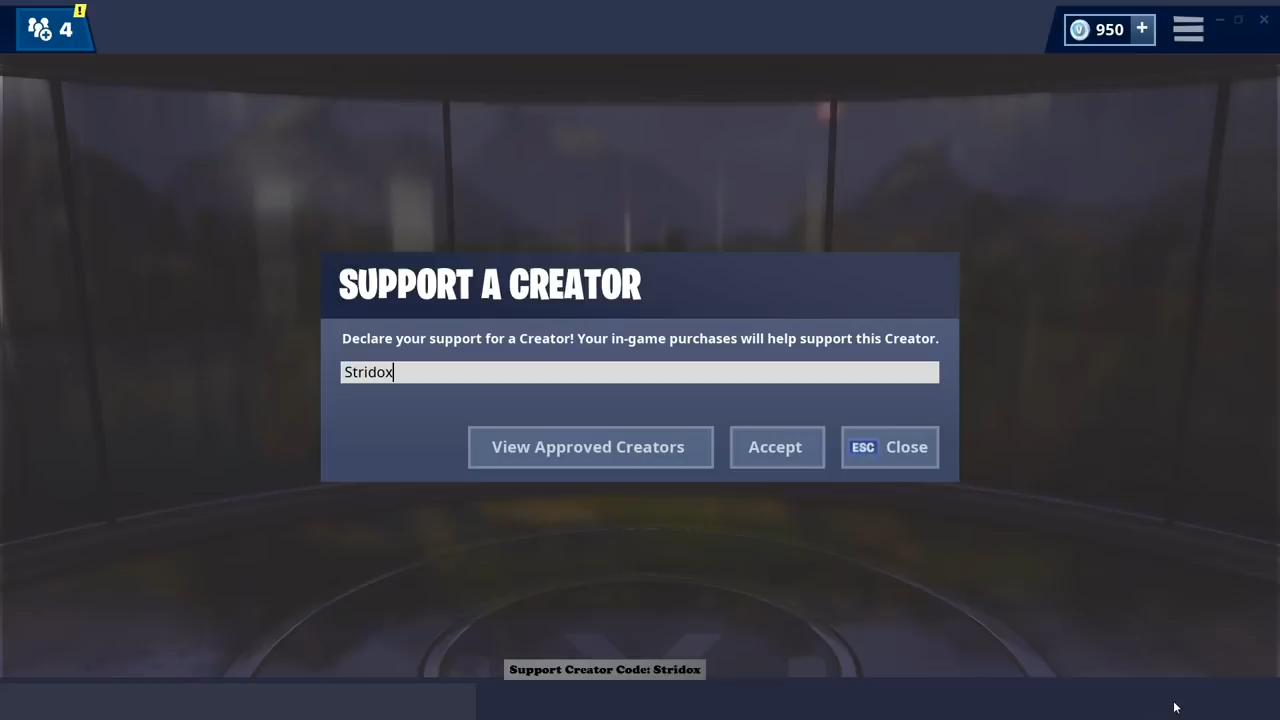 !
4
950 +
SUPPORT A CREATOR
Declare your support for a Creator! Your in-game purchases will help support this Creator.
Stridox
View Approved Creators Accept ESC Close
Support Creator Code: Stridox